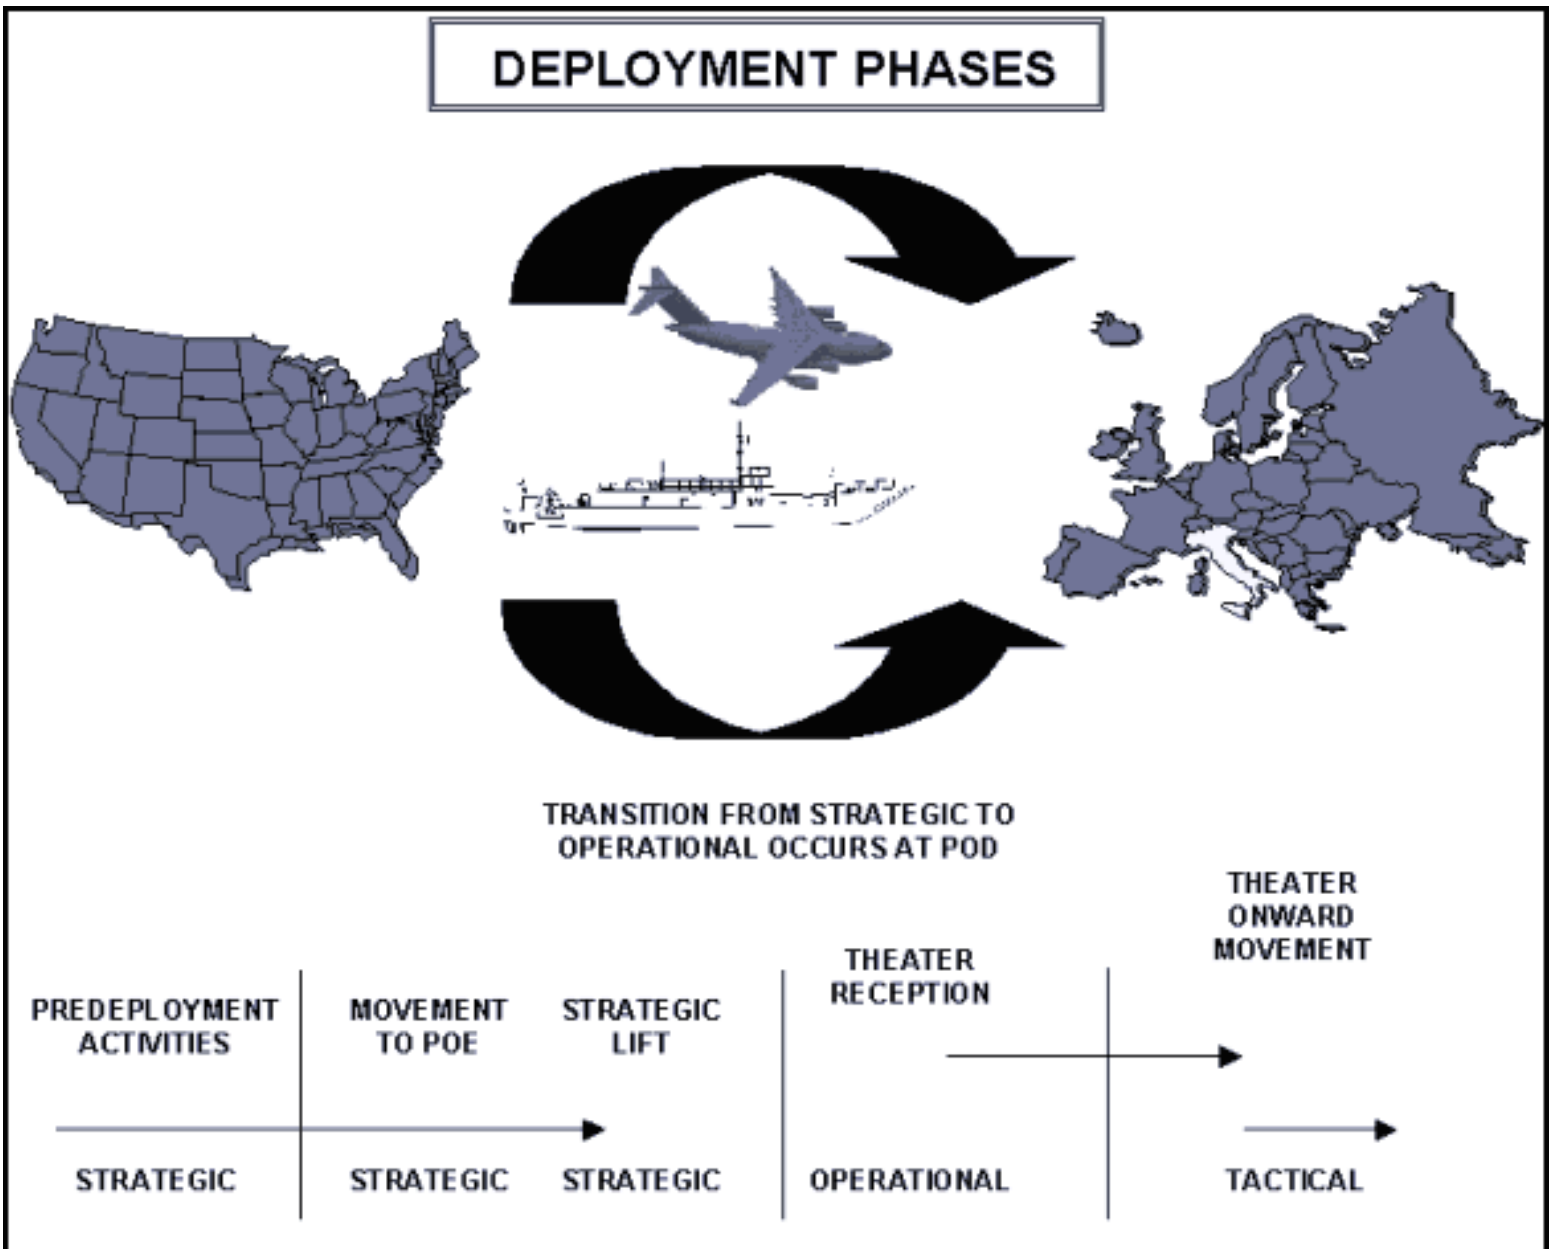 DEPLOYMENT PHASES
TRANSITION FROM STRATEGIC TO
OPERATIONAL OCCURS AT POD
PREDEPLOYMENT
ACTIVITIES
MOVEMENT
TO POE
STRATEGIC
LIFT
THEATER
RECEPTION
THEATER
ONWARD
MOVEMENT
STRATEGIC
STRATEGIC
STRATEGIC
OPERATIONAL
TACTICAL